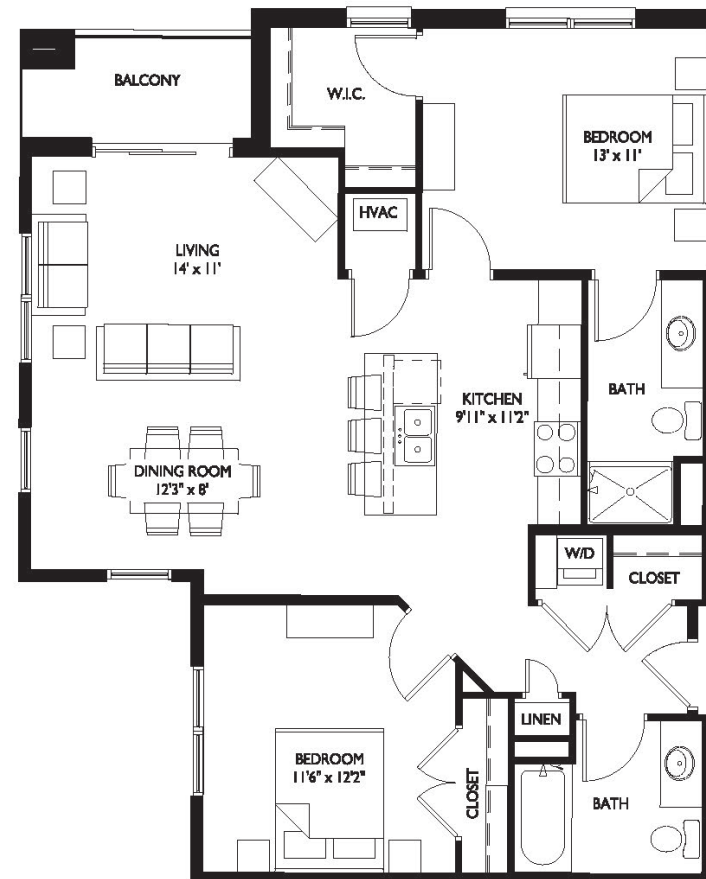 BALCONY
W.I.C.
BEDROOM
13' x 11'
HVAC
LIVING
14' x 11'
KITCHEN
9'11" x 11'2"
BATH
DINING ROOM
12'3" x 8'
W/D
CLOSET
LINEN
BEDROOM
11'6" x 12'2"
CLOSET
BATH